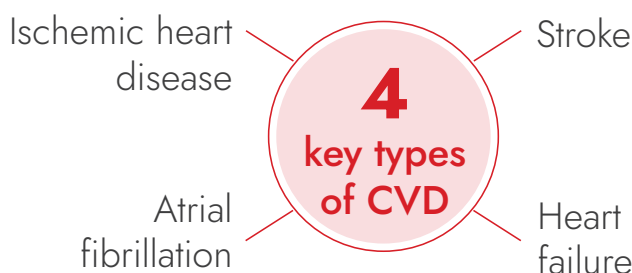 Ischemic heart
disease
Stroke
4
key types
of CVD
Atrial
fibrillation
Heart
failure